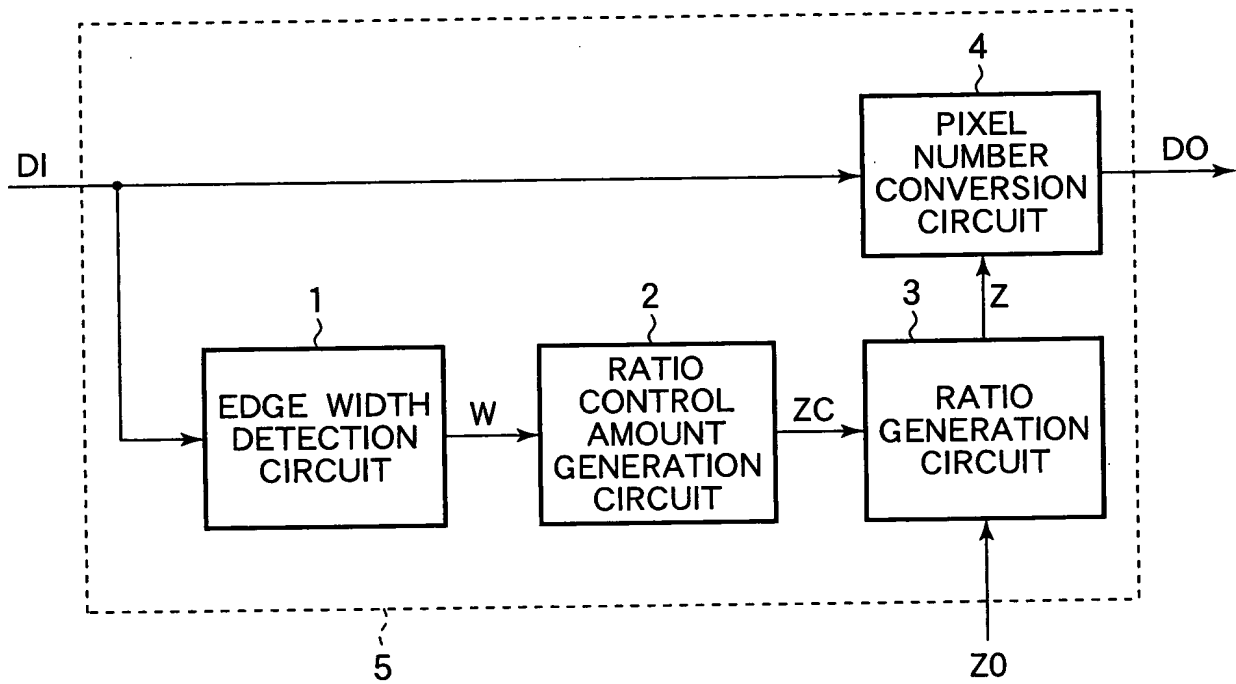 4
PIXEL
NUMBER
CONVERSION
CIRCUIT
DI
DO
Z
1
EDGE WIDTH
DETECTION
CIRCUIT
W
2
RATIO
CONTROL
AMOUNT
GENERATION
CIRCUIT
ZC
3
RATIO
GENERATION
CIRCUIT
5
Z0